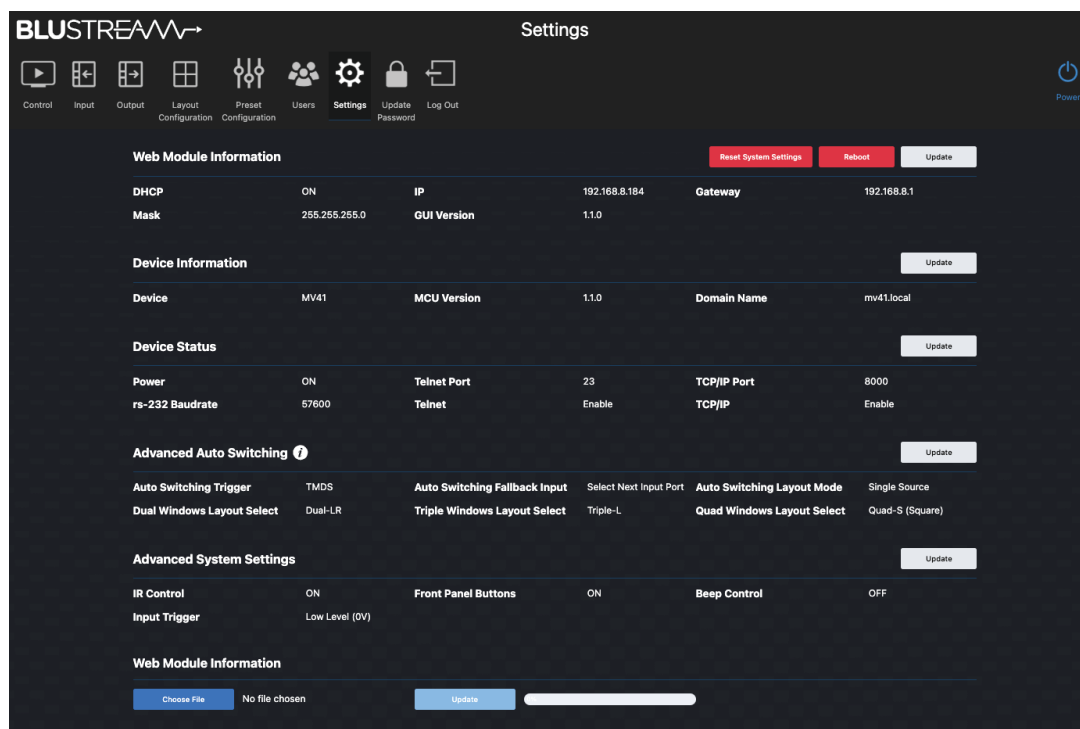 BLUSTREAM
Settings
Control Input Output Layout Configuration Preset Configuration Users Settings Update Password Log Out
Power
Web Module Information Reset System Settings Reboot Update
DHCP ON IP 192.168.8.184 Gateway 192.168.8.1
Mask 255.255.255.0 GUI Version 1.1.0
Device Information Update
Device MV41 MCU Version 1.1.0 Domain Name mv41.local
Device Status Update
Power ON Telnet Port 23 TCP/IP Port 8000
rs-232 Baudrate 57600 Telnet Enable TCP/IP Enable
Advanced Auto Switching i Update
Auto Switching Trigger TMDS Auto Switching Fallback Input Select Next Input Port Auto Switching Layout Mode Single Source
Dual Windows Layout Select Dual-LR Triple Windows Layout Select Triple-L Quad Windows Layout Select Quad-S (Square)
Advanced System Settings Update
IR Control ON Front Panel Buttons ON Beep Control OFF
Input Trigger Low Level (0V)
Web Module Information
Choose File No file chosen Update